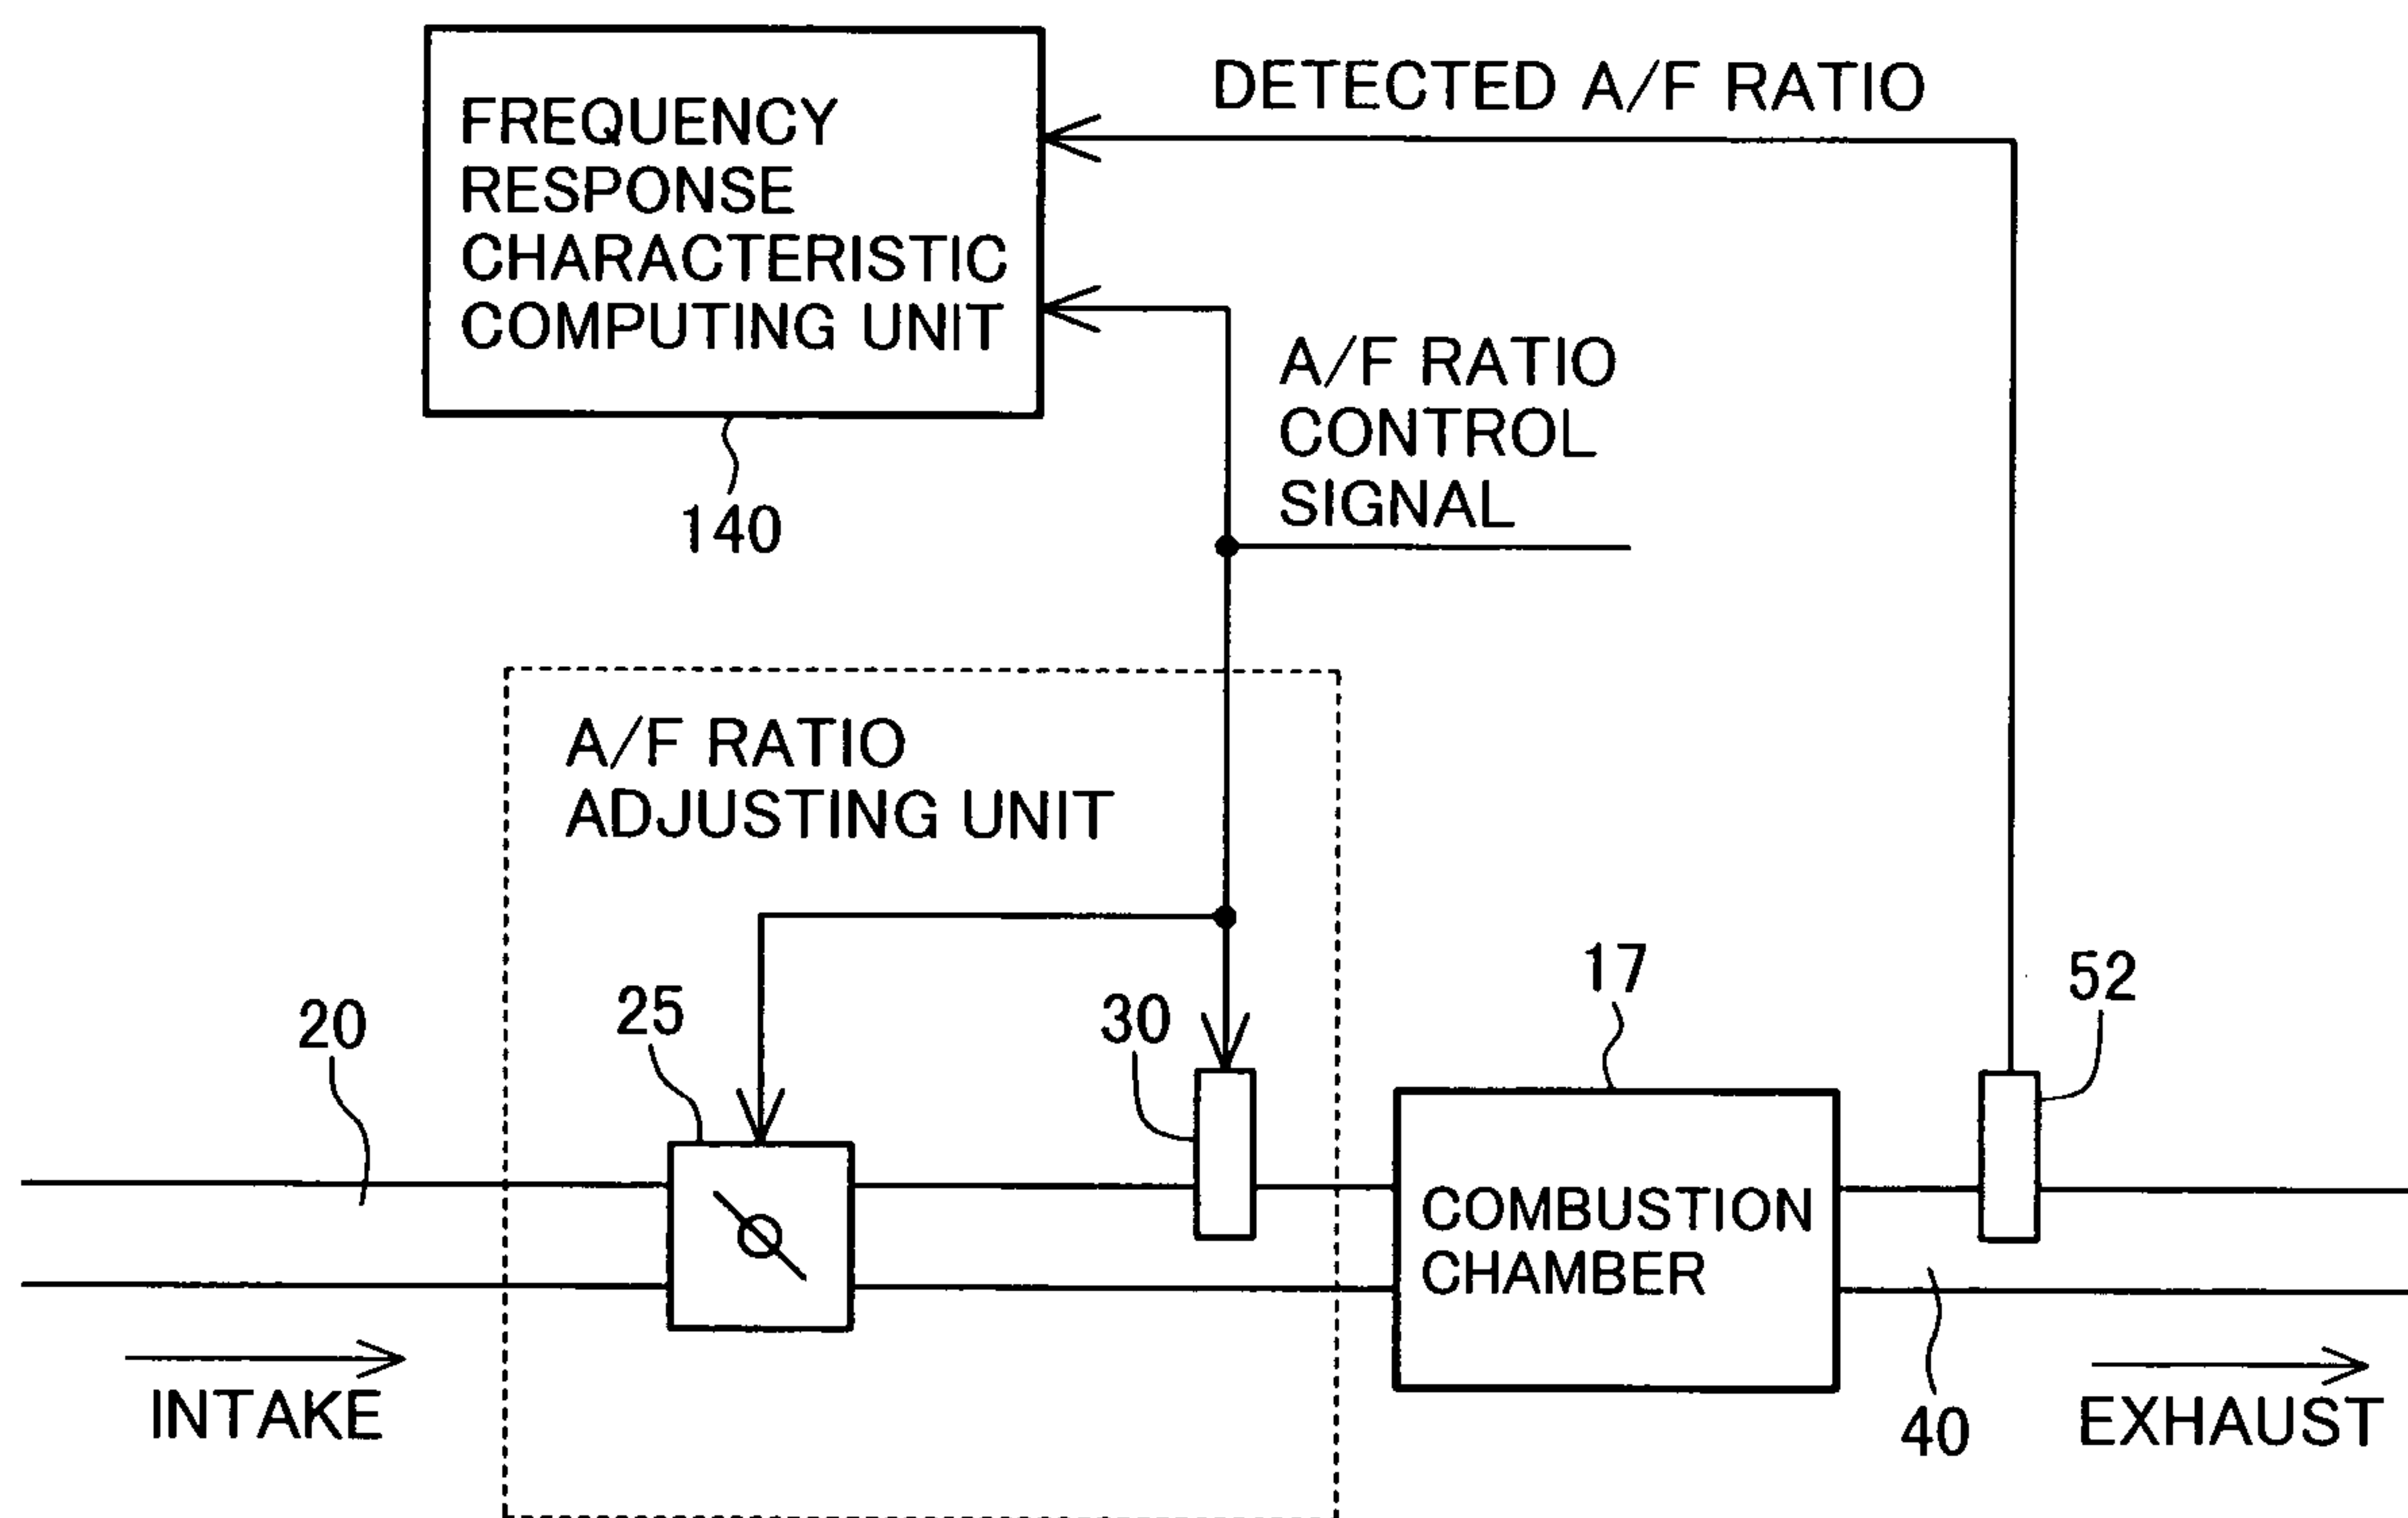 FREQUENCY
RESPONSE
CHARACTERISTIC
COMPUTING UNIT
140
DETECTED A/F RATIO
A/F RATIO
CONTROL
SIGNAL
A/F RATIO
ADJUSTING UNIT
20
25
30
17
52
COMBUSTION
CHAMBER
INTAKE
40
EXHAUST